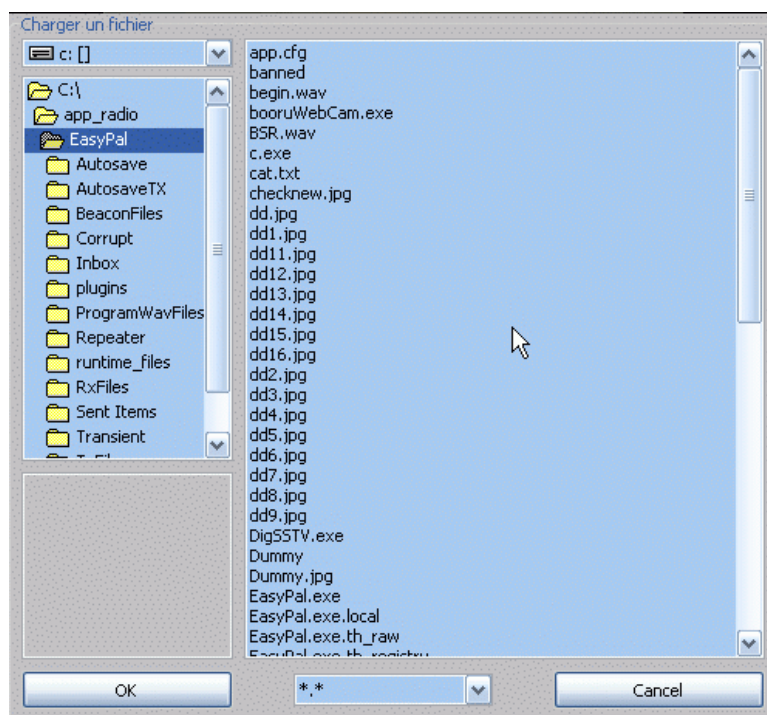 Charger un fichier
c: []
C:\
app_radio
EasyPal
Autosave
AutosaveTX
BeaconFiles
Corrupt
Inbox
plugins
ProgramWavFiles
Repeater
runtime_files
RxFiles
Sent Items
Transient
app.cfg
banned
begin.wav
booruWebCam.exe
BSR.wav
c.exe
cat.txt
checknew.jpg
dd.jpg
dd1.jpg
dd11.jpg
dd12.jpg
dd13.jpg
dd14.jpg
dd15.jpg
dd16.jpg
dd2.jpg
dd3.jpg
dd4.jpg
dd5.jpg
dd6.jpg
dd7.jpg
dd8.jpg
dd9.jpg
DigSSTV.exe
Dummy
Dummy.jpg
EasyPal.exe
EasyPal.exe.local
EasyPal.exe.th_raw
EasyPal.exe.th_registry
OK
*.*
Cancel